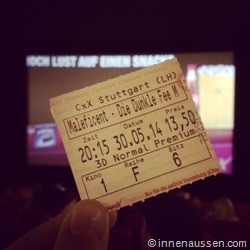 NOCH LUST AUF EINEN SNACK
CxX Stuttgart (LH)
Maleficent - Die Dunkle Fee M
Zeit Datum Preis
20:15 30.05.14 13,50
3D Normal Premium
Kino Reihe Sitz
1 F 6
© innenaussen.com